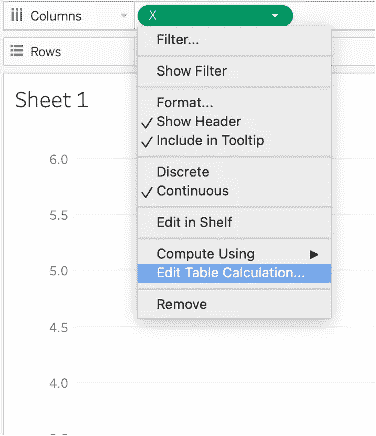 Columns
X
Rows
Sheet 1
Filter...
Show Filter
Format...
✓ Show Header
✓ Include in Tooltip
Discrete
✓ Continuous
Edit in Shelf
Compute Using ▶
Edit Table Calculation...
Remove
6.0
5.5
5.0
4.5
4.0